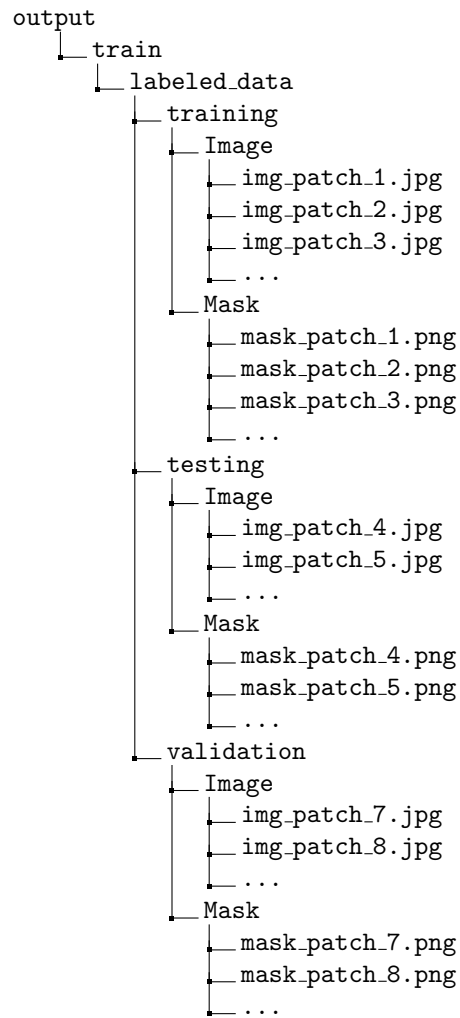 output
train
labeled_data
training
Image
img_patch_1.jpg
img_patch_2.jpg
img_patch_3.jpg
...
Mask
mask_patch_1.png
mask_patch_2.png
mask_patch_3.png
...
testing
Image
img_patch_4.jpg
img_patch_5.jpg
...
Mask
mask_patch_4.png
mask_patch_5.png
...
validation
Image
img_patch_7.jpg
img_patch_8.jpg
...
Mask
mask_patch_7.png
mask_patch_8.png
...